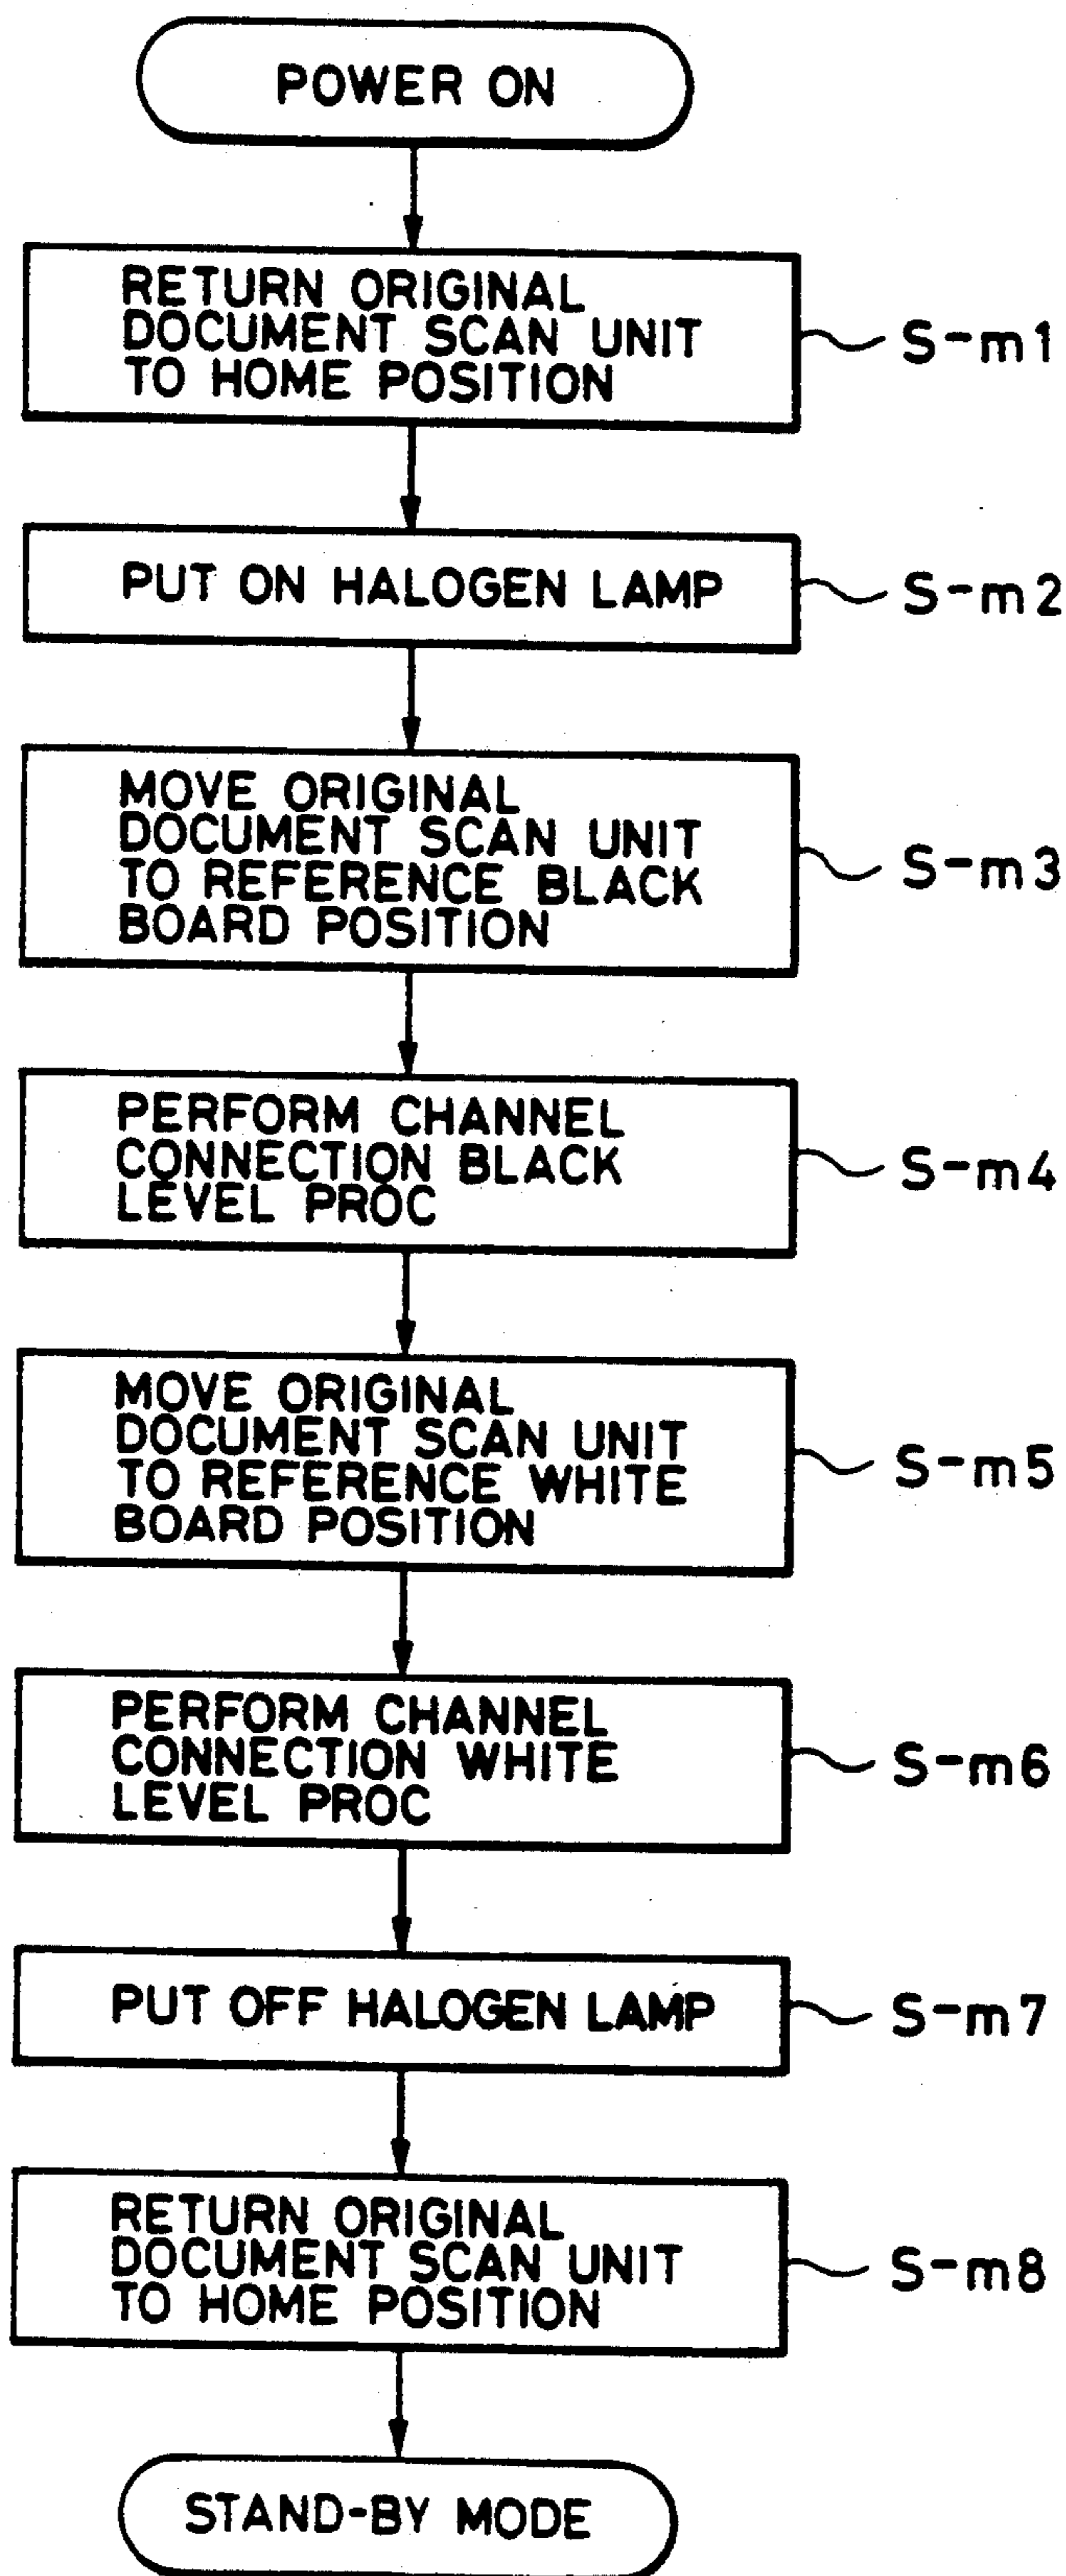 POWER ON
RETURN ORIGINAL
DOCUMENT SCAN UNIT
TO HOME POSITION
S-m1
PUT ON HALOGEN LAMP
S-m2
MOVE ORIGINAL
DOCUMENT SCAN UNIT
TO REFERENCE BLACK
BOARD POSITION
S-m3
PERFORM CHANNEL
CONNECTION BLACK
LEVEL PROC
S-m4
MOVE ORIGINAL
DOCUMENT SCAN UNIT
TO REFERENCE WHITE
BOARD POSITION
S-m5
PERFORM CHANNEL
CONNECTION WHITE
LEVEL PROC
S-m6
PUT OFF HALOGEN LAMP
S-m7
RETURN ORIGINAL
DOCUMENT SCAN UNIT
TO HOME POSITION
S-m8
STAND-BY MODE